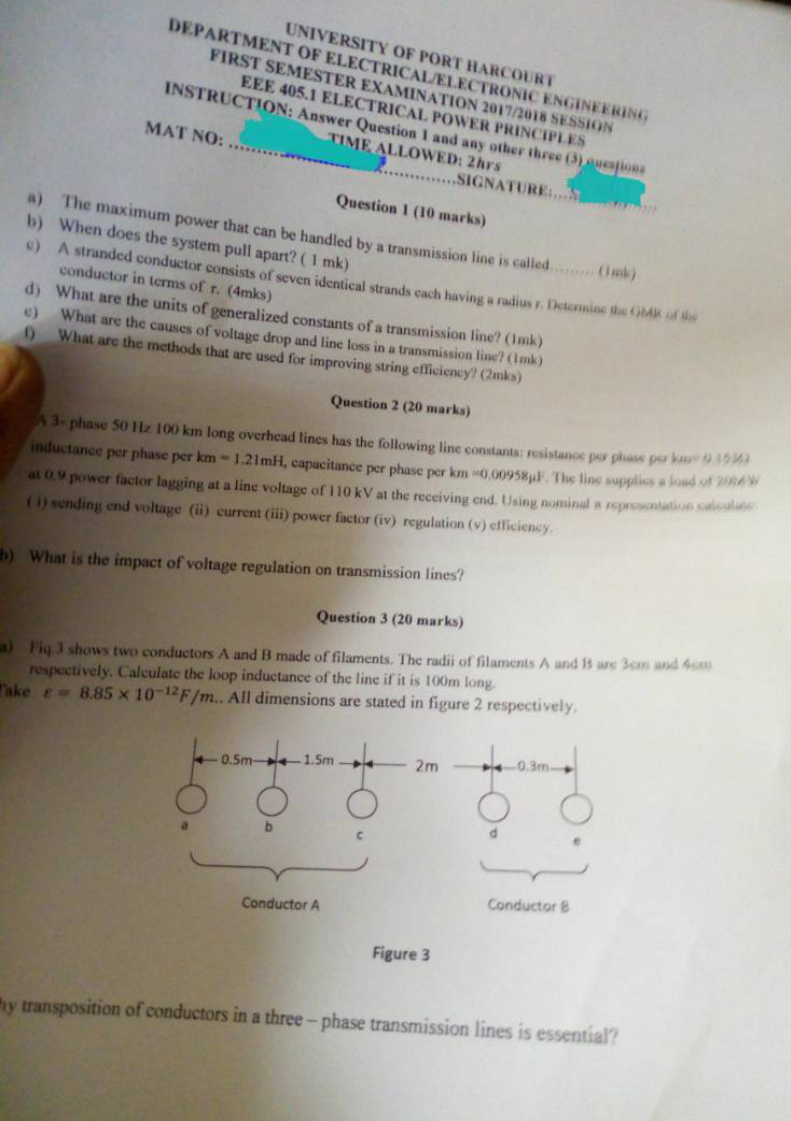 UNIVERSITY OF PORT HARCOURT
DEPARTMENT OF ELECTRICAL/ELECTRONIC ENGINEERING
FIRST SEMESTER EXAMINATION 2017/2018 SESSION
EEE 405.1 ELECTRICAL POWER PRINCIPLES
INSTRUCTION: Answer Question 1 and any other three (3) questions
TIME ALLOWED: 2hrs
MAT NO: ..............................SIGNATURE:..................
Question 1 (10 marks)
a) The maximum power that can be handled by a transmission line is called......... (1mk)
b) When does the system pull apart? ( 1 mk)
c) A stranded conductor consists of seven identical strands each having a radius r. Determine the GMR of the
conductor in terms of r. (4mks)
d) What are the units of generalized constants of a transmission line? (1mk)
e) What are the causes of voltage drop and line loss in a transmission line? (1mk)
f) What are the methods that are used for improving string efficiency? (2mks)
Question 2 (20 marks)
A 3- phase 50 Hz 100 km long overhead lines has the following line constants: resistance per phase per km=
inductance per phase per km = 1.21mH, capacitance per phase per km =0.00958μF. The line supplies a load of 20MW
at 0.9 power factor lagging at a line voltage of 110 kV at the receiving end. Using nominal π representation calculate:
( i) sending end voltage (ii) current (iii) power factor (iv) regulation (v) efficiency.
b) What is the impact of voltage regulation on transmission lines?
Question 3 (20 marks)
a) Fig 3 shows two conductors A and B made of filaments. The radii of filaments A and B are 3cm and 4cm
respectively. Calculate the loop inductance of the line if it is 100m long.
Take ε = 8.85 × 10⁻¹²F/m.. All dimensions are stated in figure 2 respectively.
0.5m 1.5m 2m 0.3m
a b c d e
Conductor A Conductor B
Figure 3
hy transposition of conductors in a three – phase transmission lines is essential?